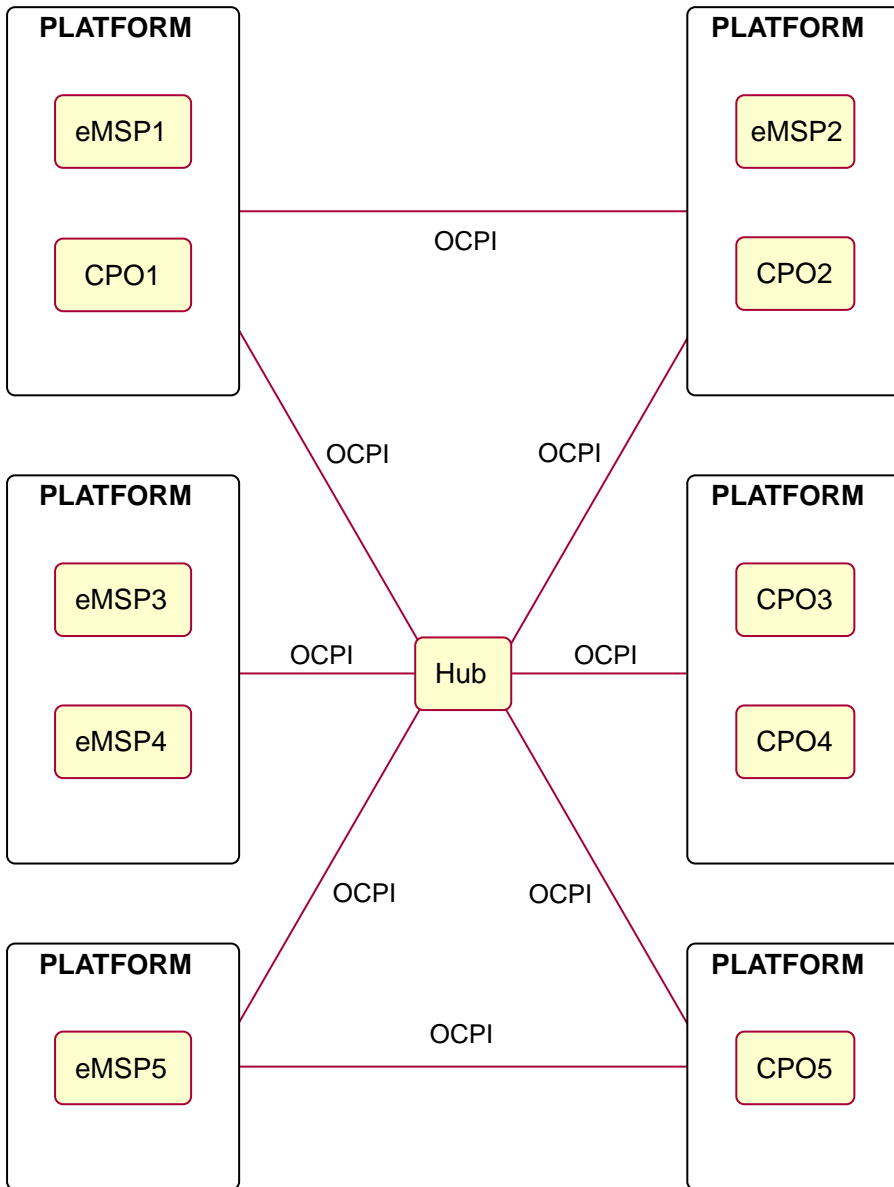 PLATFORM
PLATFORM
eMSP1
eMSP2
OCPI
CPO1
CPO2
OCPI
OCPI
PLATFORM
PLATFORM
eMSP3
CPO3
OCPI
OCPI
Hub
eMSP4
CPO4
OCPI
OCPI
PLATFORM
PLATFORM
OCPI
eMSP5
CPO5